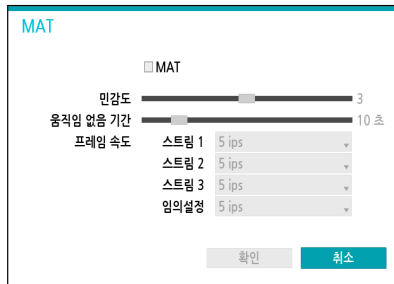 MAT
MAT
민감도 3
움직임 없음 기간 10 초
프레임 속도 스트림 1 5 ips
스트림 2 5 ips
스트림 3 5 ips
임의설정 5 ips
확인 취소